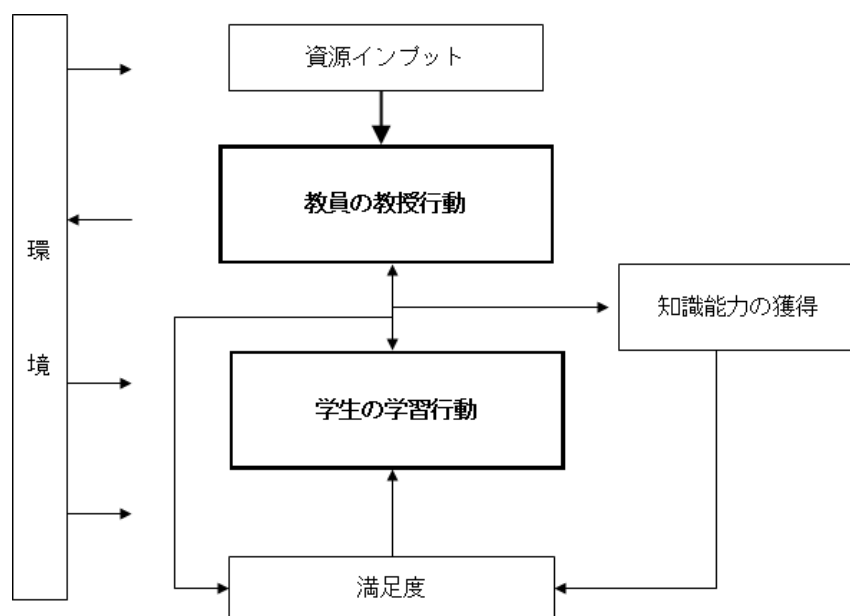 資源インプット
教員の教授行動
環境
知識能力の獲得
学生の学習行動
満足度